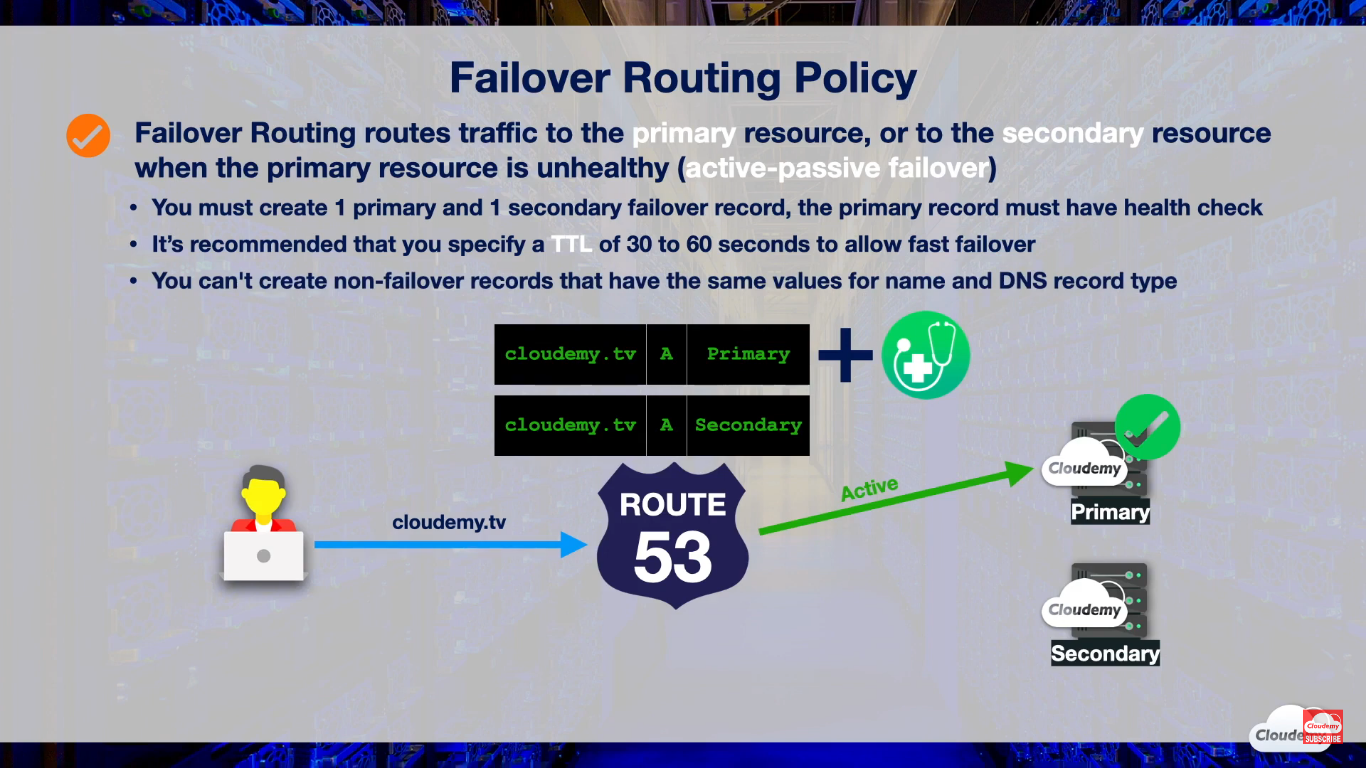 Failover Routing Policy
Failover Routing routes traffic to the primary resource, or to the secondary resource
when the primary resource is unhealthy (active-passive failover)
• You must create 1 primary and 1 secondary failover record, the primary record must have health check
• It's recommended that you specify a TTL of 30 to 60 seconds to allow fast failover
• You can't create non-failover records that have the same values for name and DNS record type
cloudemy.tv A Primary
cloudemy.tv A Secondary
cloudemy.tv
ROUTE
53
Active
Cloudemy
Primary
Cloudemy
Secondary
Cloude
Cloudemy
SUBSCRIBE